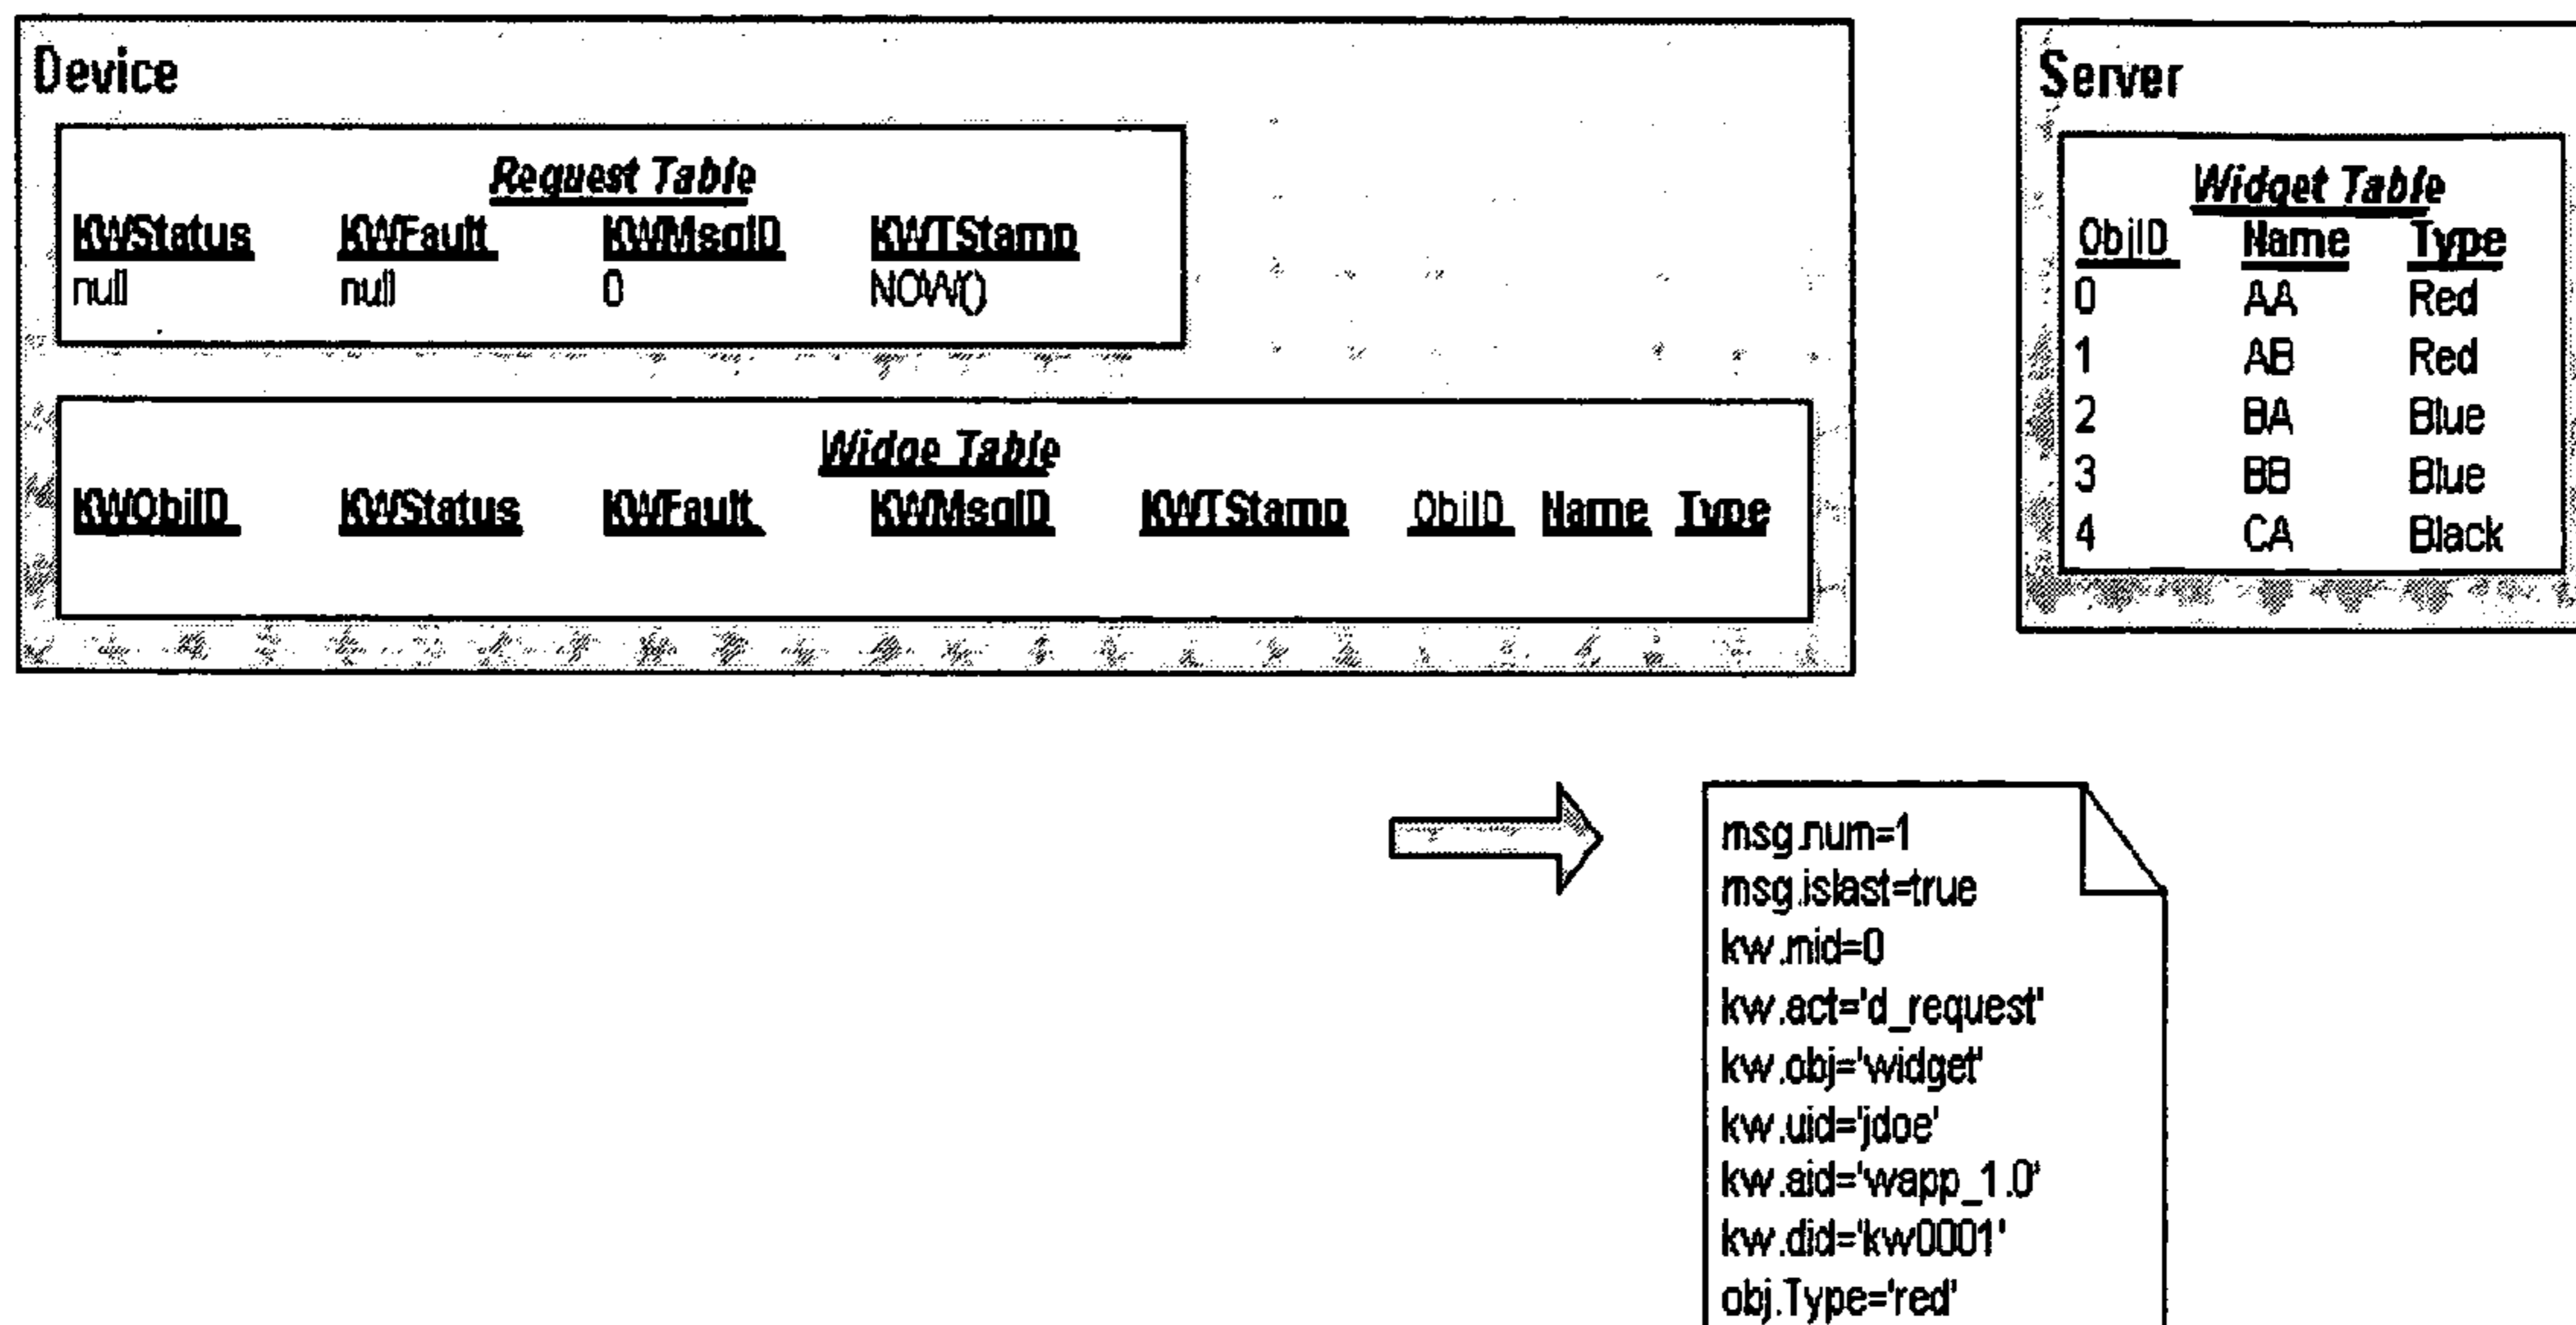 Device
Request Table
KWStatus KWFault KWMsgID KWTStamp
null null 0 NOW()
Widge Table
KWObjID KWStatus KWFault KWMsgID KWTStamp ObjID Name Type
Server
Widget Table
ObjID Name Type
0 AA Red
1 AB Red
2 BA Blue
3 BB Blue
4 CA Black
msg.num=1
msg.islast=true
kw.mid=0
kw.act='d_request'
kw.obj='widget'
kw.uid='jdoe'
kw.aid='wapp_1.0'
kw.did='kw0001'
obj.Type='red'